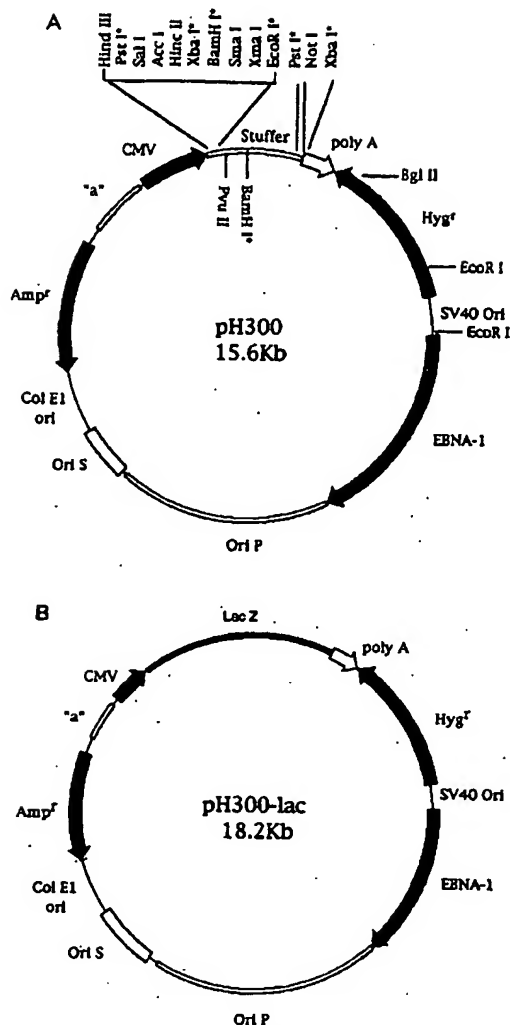 A
Hind III
Pst I*
Sal I
Acc I
Hinc II
Xba I*
BamH I*
Sma I
Xma I
EcoR I*
Pst I*
Not I
Xba I*
Stuffer
poly A
CMV
Bgl II
"a"
Pvu II
BamH I*
Hygr
EcoR I
Ampr
pH300
15.6Kb
SV40 Ori
EcoR I
Col E1
ori
EBNA-1
Ori S
Ori P
B
Lac Z
poly A
CMV
"a"
Hygr
Ampr
pH300-lac
18.2Kb
SV40 Ori
Col E1
ori
EBNA-1
Ori S
Ori P